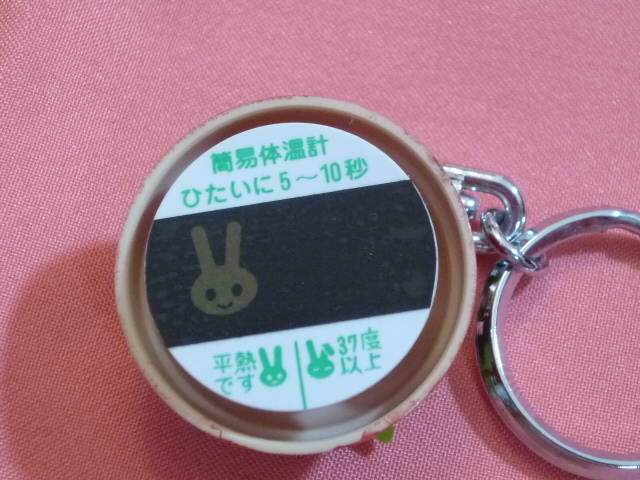 簡易体温計
ひたいに5～10秒
平熱
です
37度
以上